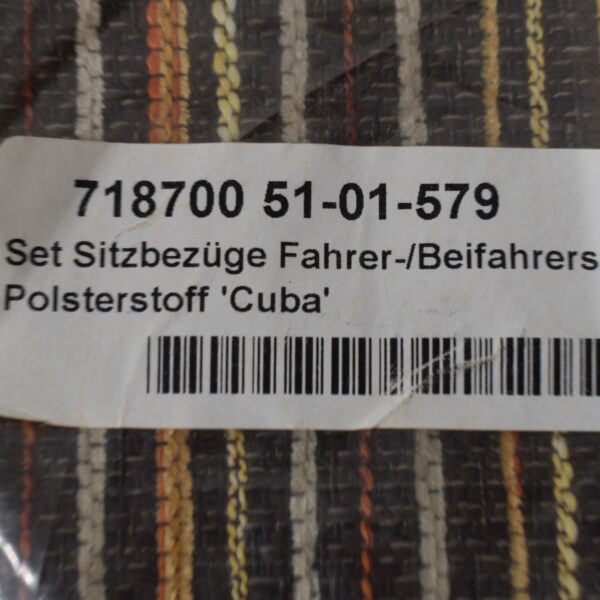 718700 51-01-579
Set Sitzbezüge Fahrer-/Beifahrers
Polsterstoff 'Cuba'